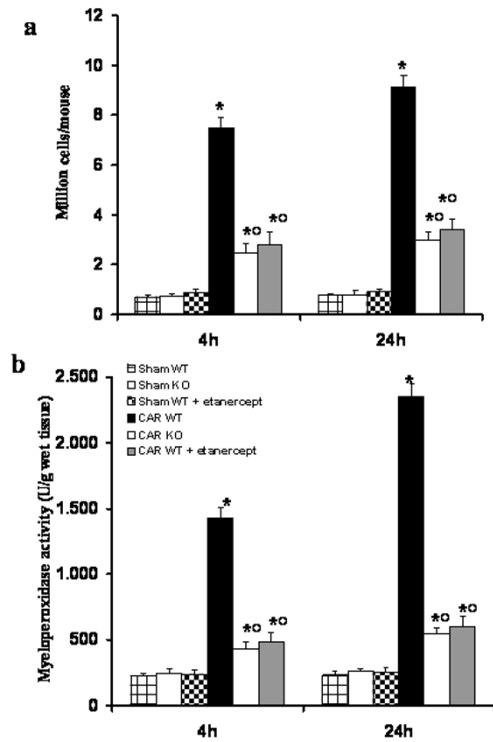 a
Million cells/mouse
12
10
8
6
4
2
0
*
*o
*o
*
*o
*o
4h
24h
b
Myeloperoxidase activity (U/g wet tissue)
2.500
2.000
1.500
1.000
500
0
Sham WT
Sham KO
Sham WT + etanercept
CAR WT
CAR KO
CAR WT + etanercept
*
*o
*o
*
*o
*o
4h
24h